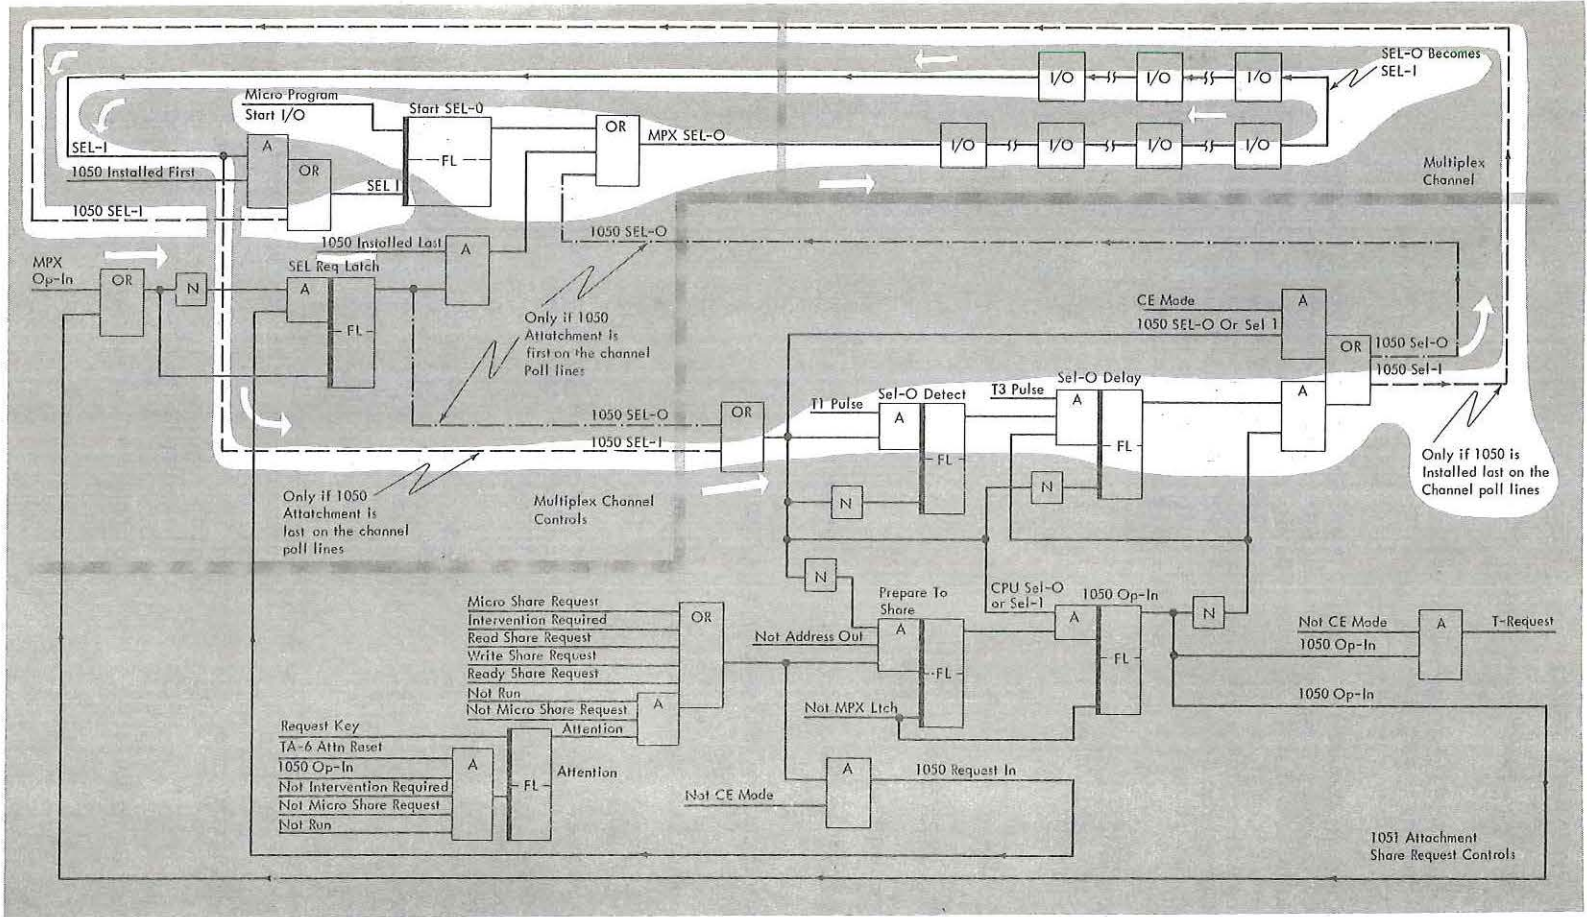 SEL-O Becomes
SEL-I
I/O
I/O
I/O
Micro Program
Start I/O
Start SEL-0
FL
OR
MPX SEL-O
I/O
I/O
I/O
I/O
Multiplex
Channel
SEL-I
A
OR
1050 Installed First
SEL I
1050 SEL-I
1050 SEL-O
1050 Installed Last
A
MPX
Op-In
OR
N
SEL Req Latch
A
FL
Only if 1050
Attatchment is
first on the channel
Poll lines
CE Mode
1050 SEL-O Or Sel 1
A
OR
1050 Sel-O
1050 Sel-I
A
T1 Pulse
Sel-O Detect
A
FL
T3 Pulse
Sel-O Delay
A
FL
1050 SEL-O
1050 SEL-I
OR
Only if 1050 is
Installed last on the
Channel poll lines
Only if 1050
Attatchment is
last on the channel
poll lines
Multiplex Channel
Controls
N
N
N
Micro Share Request
Intervention Required
Read Share Request
Write Share Request
Ready Share Request
Not Run
Not Micro Share Request
OR
A
Prepare To
Share
Not Address Out
A
FL
Not MPX Ltch
CPU Sel-O
or Sel-1
1050 Op-In
A
FL
N
Not CE Mode
1050 Op-In
A
T-Request
1050 Op-In
Request Key
TA-6 Attn Reset
1050 Op-In
Not Intervention Required
Not Micro Share Request
Not Run
A
FL
Attention
Attention
Not CE Mode
A
1050 Request In
1051 Attachment
Share Request Controls